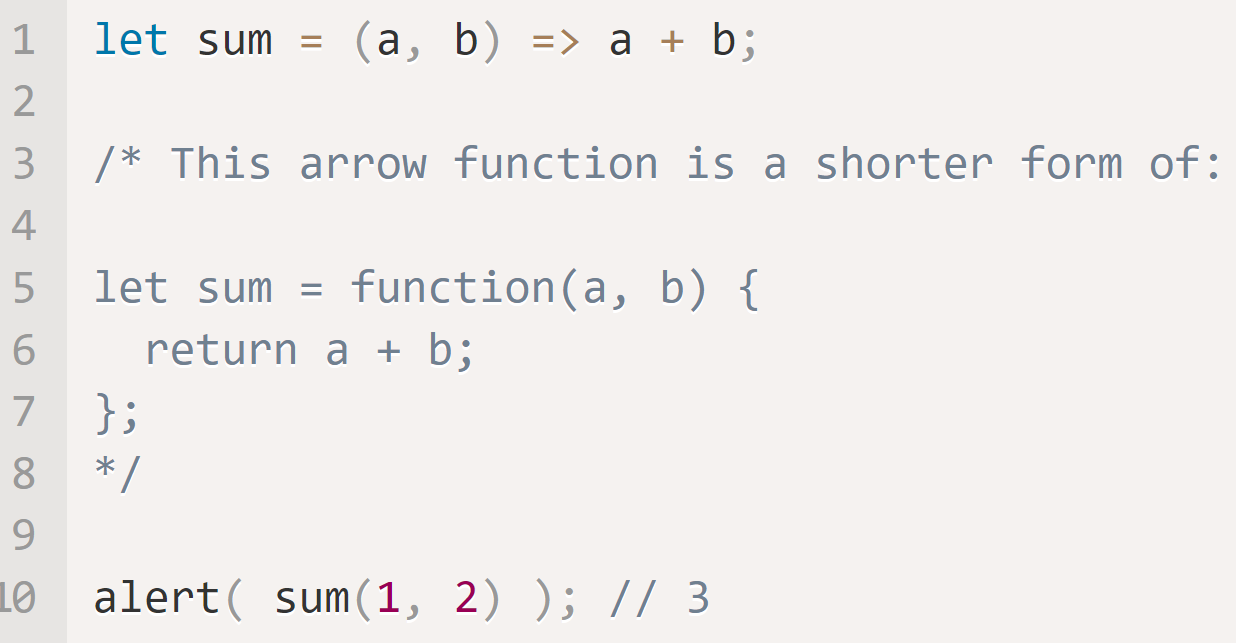 1 let sum = (a, b) => a + b;
2
3 /* This arrow function is a shorter form of:
4
5 let sum = function(a, b) {
6   return a + b;
7 };
8 */
9
10 alert( sum(1, 2) ); // 3